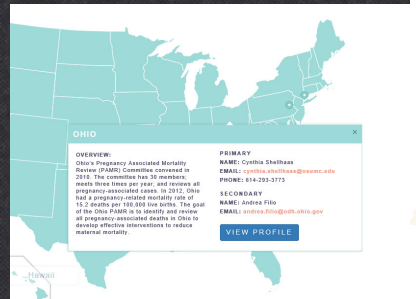 OHIO ×
OVERVIEW:
Ohio's Pregnancy Associated Mortality
Review (PAMR) Committee convened in
2010. The committee has 30 members;
meets three times per year; and reviews all
pregnancy-associated cases. In 2012, Ohio
had a pregnancy-related mortality rate of
15.2 deaths per 100,000 live births. The goal
of the Ohio PAMR is to identify and review
all pregnancy-associated deaths in Ohio to
develop effective interventions to reduce
maternal mortality.
PRIMARY
NAME: Cynthia Shellhaas
EMAIL: cynthia.shellhaas@osumc.edu
PHONE: 614-293-3773
SECONDARY
NAME: Andrea Filio
EMAIL: andrea.filio@odh.ohio.gov
VIEW PROFILE
Hawaii